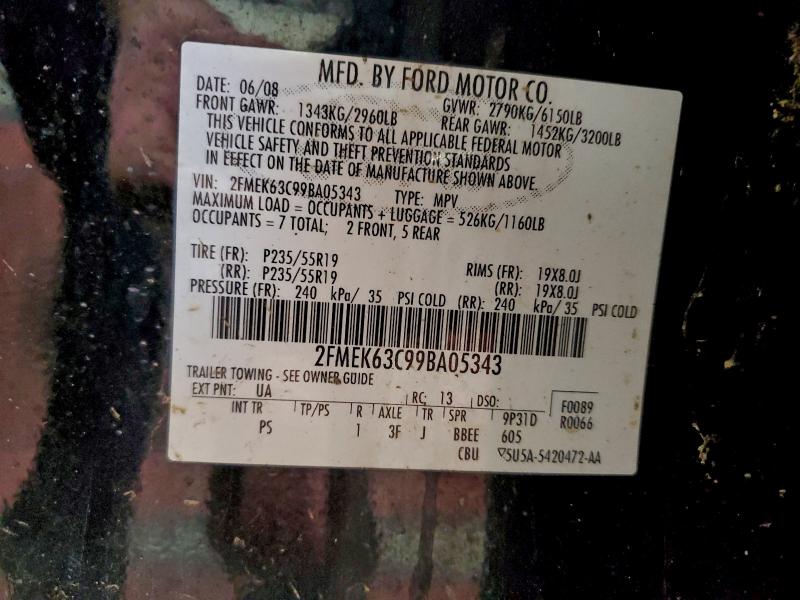 MFD. BY FORD MOTOR CO.
DATE: 06/08 GVWR: 2790KG/6150LB
FRONT GAWR: 1343KG/2960LB REAR GAWR: 1452KG/3200LB
THIS VEHICLE CONFORMS TO ALL APPLICABLE FEDERAL MOTOR
VEHICLE SAFETY AND THEFT PREVENTION STANDARDS
IN EFFECT ON THE DATE OF MANUFACTURE SHOWN ABOVE.
VIN: 2FMEK63C99BA05343 TYPE: MPV
MAXIMUM LOAD = OCCUPANTS + LUGGAGE = 526KG/1160LB
OCCUPANTS = 7 TOTAL; 2 FRONT, 5 REAR
TIRE (FR): P235/55R19 RIMS (FR): 19X8.0J
(RR): P235/55R19 (RR): 19X8.0J
PRESSURE (FR): 240 kPa/ 35 PSI COLD (RR): 240 kPa/ 35 PSI COLD
2FMEK63C99BA05343
TRAILER TOWING - SEE OWNER GUIDE
EXT PNT: UA RC: 13 DSO: F0089
INT TR TP/PS R AXLE TR SPR 9P31D R0066
PS 1 3F J BBEE 605
CBU 5U5A-5420472-AA